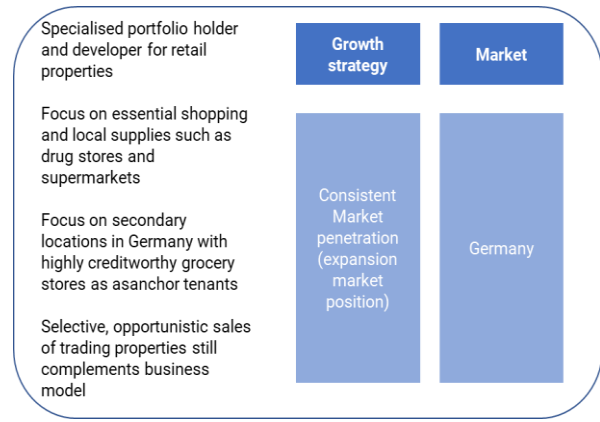 Specialised portfolio holder
and developer for retail
properties
Focus on essential shopping
and local supplies such as
drug stores and
supermarkets
Focus on secondary
locations in Germany with
highly creditworthy grocery
stores as asanchor tenants
Selective, opportunistic sales
of trading properties still
complements business
model
Growth
strategy
Market
Consistent
Market
penetration
(expansion
market
position)
Germany